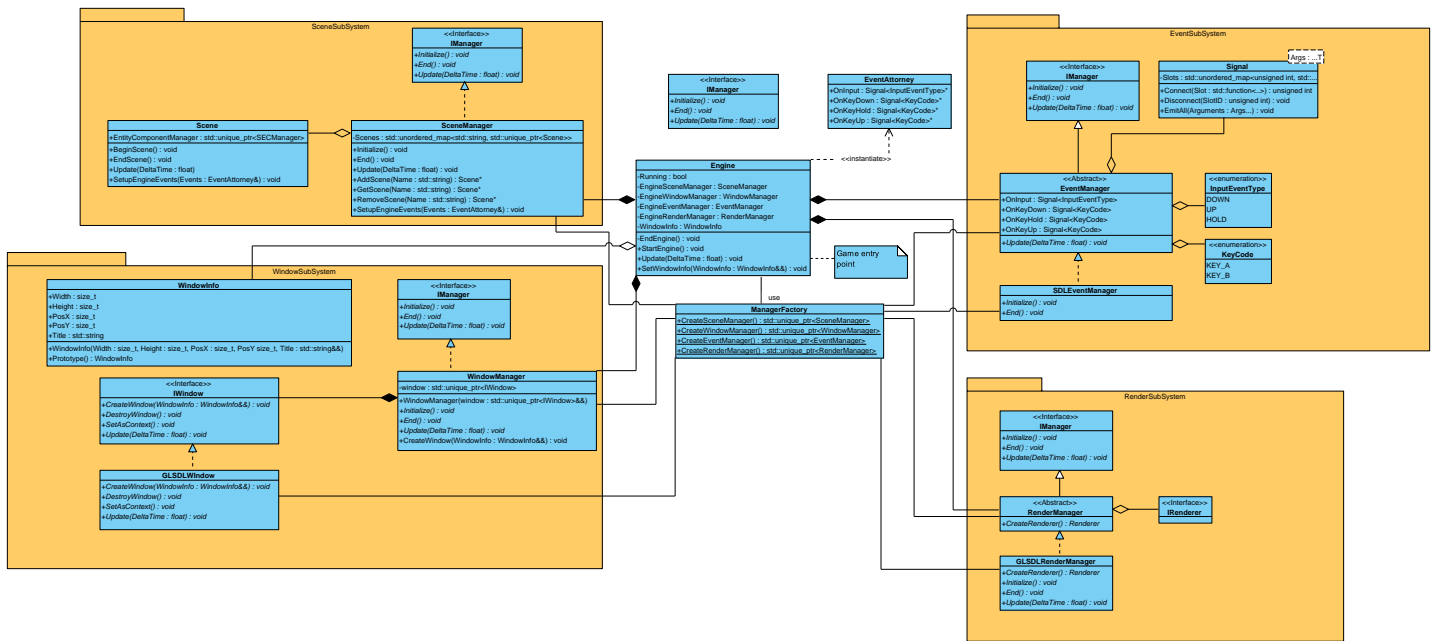 SceneSubSystem
<<Interface>>
IManager
+Initialize() : void
+End() : void
+Update(DeltaTime : float) : void
Scene
+EntityComponentManager : std::unique_ptr<SECManager>
+BeginScene() : void
+EndScene() : void
+Update(DeltaTime : float)
+SetupEngineEvents(Events : EventAttorney&) : void
SceneManager
-Scenes : std::unordered_map<std::string, std::unique_ptr<Scene>>
+Initialize() : void
+End() : void
+Update(DeltaTime : float) : void
+AddScene(Name : std::string) : Scene*
+GetScene(Name : std::string) : Scene*
+RemoveScene(Name : std::string) : Scene*
+SetupEngineEvents(Events : EventAttorney&) : void
<<Interface>>
IManager
+Initialize() : void
+End() : void
+Update(DeltaTime : float) : void
EventAttorney
+OnInput : Signal<InputEventType>*
+OnKeyDown : Signal<KeyCode>*
+OnKeyHold : Signal<KeyCode>*
+OnKeyUp : Signal<KeyCode>*
<<instantiate>>
Engine
-Running : bool
-EngineSceneManager : SceneManager
-EngineWindowManager : WindowManager
-EngineEventManager : EventManager
-EngineRenderManager : RenderManager
-WindowInfo : WindowInfo
-EndEngine() : void
+StartEngine() : void
+Update(DeltaTime : float) : void
+SetWindowInfo(WindowInfo : WindowInfo&&) : void
Game entry
point
use
ManagerFactory
+CreateSceneManager() : std::unique_ptr<SceneManager>
+CreateWindowManager() : std::unique_ptr<WindowManager>
+CreateEventManager() : std::unique_ptr<EventManager>
+CreateRenderManager() : std::unique_ptr<RenderManager>
EventSubSystem
<<Interface>>
IManager
+Initialize() : void
+End() : void
+Update(DeltaTime : float) : void
Args : ...T
Signal
-Slots : std::unordered_map<unsigned int, std::...
+Connect(Slot : std::function<..>) : unsigned int
+Disconnect(SlotID : unsigned int) : void
+EmitAll(Arguments : Args...) : void
<<Abstract>>
EventManager
+OnInput : Signal<InputEventType>
+OnKeyDown : Signal<KeyCode>
+OnKeyHold : Signal<KeyCode>
+OnKeyUp : Signal<KeyCode>
+Update(DeltaTime : float) : void
<<enumeration>>
InputEventType
DOWN
UP
HOLD
<<enumeration>>
KeyCode
KEY_A
KEY_B
SDLEventManager
+Initialize() : void
+End() : void
WindowSubSystem
WindowInfo
+Width : size_t
+Height : size_t
+PosX : size_t
+PosY : size_t
+Title : std::string
+WindowInfo(Width : size_t, Height : size_t, PosX : size_t, PosY size_t, Title : std::string&&)
+Prototype() : WindowInfo
<<Interface>>
IManager
+Initialize() : void
+End() : void
+Update(DeltaTime : float) : void
<<Interface>>
IWindow
+CreateWindow(WindowInfo : WindowInfo&&) : void
+DestroyWindow() : void
+SetAsContext() : void
+Update(DeltaTime : float) : void
WindowManager
-window : std::unique_ptr<IWindow>
+WindowManager(window : std::unique_ptr<IWindow>&&)
+Initialize() : void
+End() : void
+Update(DeltaTime : float) : void
+CreateWindow(WindowInfo : WindowInfo&&) : void
GLSDLWindow
+CreateWindow(WindowInfo : WindowInfo&&) : void
+DestroyWindow() : void
+SetAsContext() : void
+Update(DeltaTime : float) : void
RenderSubSystem
<<Interface>>
IManager
+Initialize() : void
+End() : void
+Update(DeltaTime : float) : void
<<Abstract>>
RenderManager
+CreateRenderer() : Renderer
<<Interface>>
IRenderer
GLSDLRenderManager
+CreateRenderer() : Renderer
+Initialize() : void
+End() : void
+Update(DeltaTime : float) : void